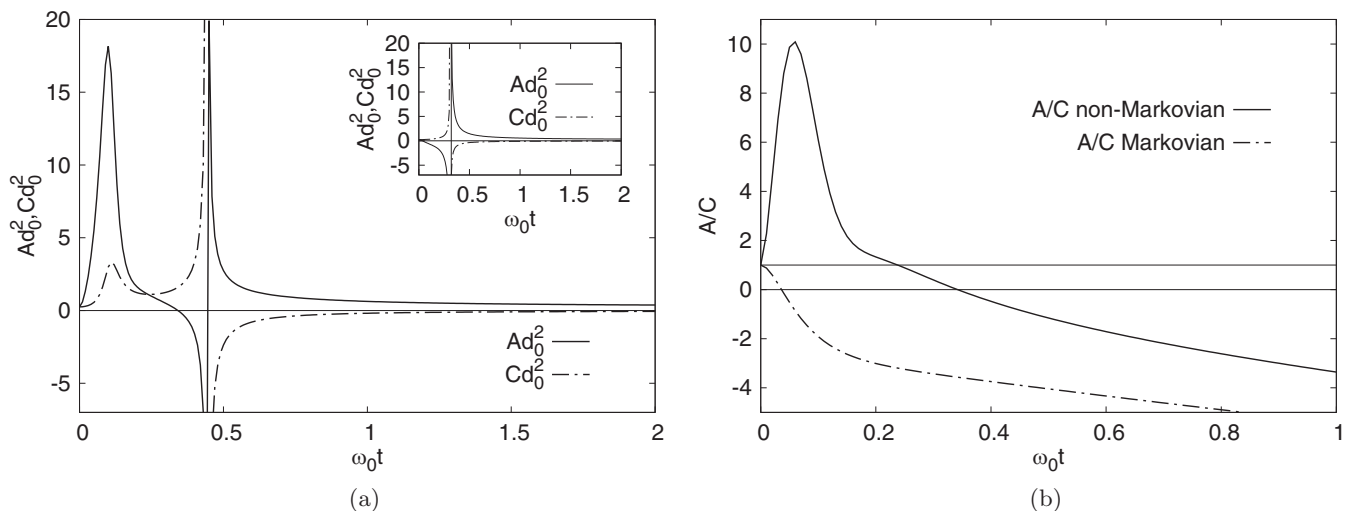 20
15
10
5
0
-5
Ad₀²,Cd₀²
0
0.5
1
1.5
2
ω₀t
Ad₀²
Cd₀²
20
15
10
5
0
-5
Ad₀²,Cd₀²
Ad₀²
Cd₀²
0
0.5
1
1.5
2
ω₀t
(a)
10
8
6
4
2
0
-2
-4
A/C
A/C non-Markovian
A/C Markovian
0
0.2
0.4
0.6
0.8
1
ω₀t
(b)